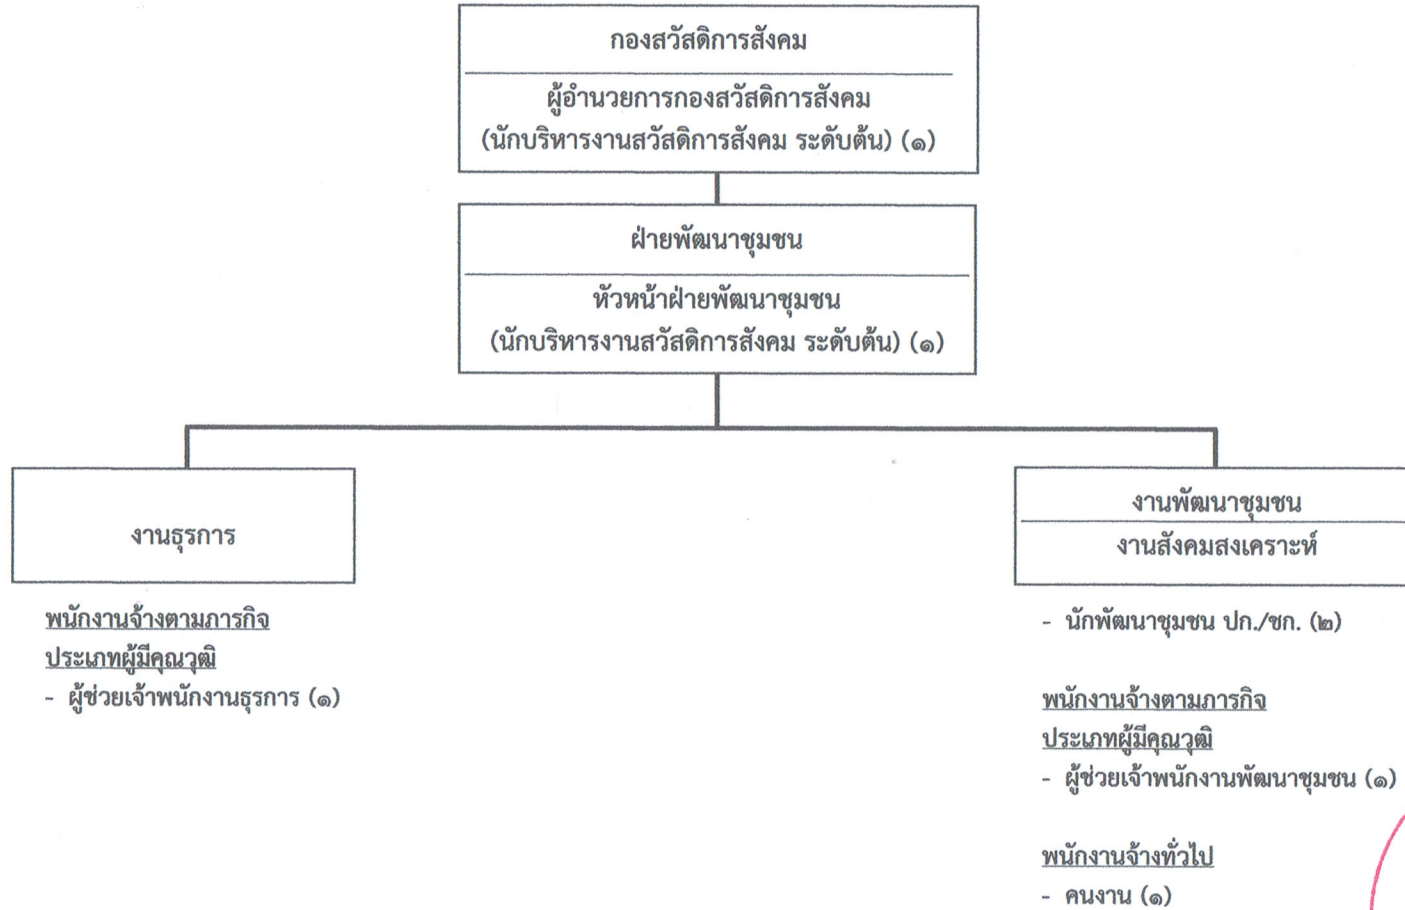 กองสวัสดิการสังคม
ผู้อำนวยการกองสวัสดิการสังคม
(นักบริหารงานสวัสดิการสังคม ระดับต้น) (๑)
ฝ่ายพัฒนาชุมชน
หัวหน้าฝ่ายพัฒนาชุมชน
(นักบริหารงานสวัสดิการสังคม ระดับต้น) (๑)
งานธุรการ
พนักงานจ้างตามภารกิจ
ประเภทผู้มีคุณวุฒิ
- ผู้ช่วยเจ้าพนักงานธุรการ (๑)
งานพัฒนาชุมชน
งานสังคมสงเคราะห์
- นักพัฒนาชุมชน ปก./ชก. (๒)
พนักงานจ้างตามภารกิจ
ประเภทผู้มีคุณวุฒิ
- ผู้ช่วยเจ้าพนักงานพัฒนาชุมชน (๑)
พนักงานจ้างทั่วไป
- คนงาน (๑)